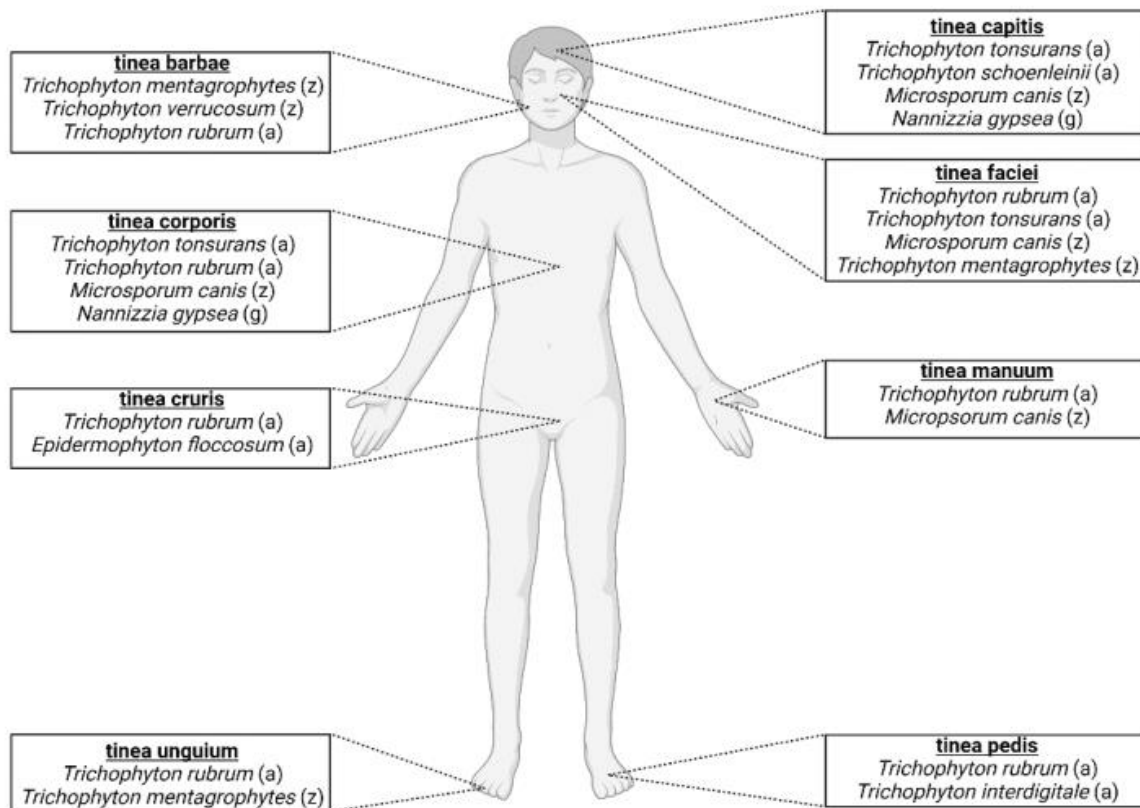 tinea barbae
Trichophyton mentagrophytes (z)
Trichophyton verrucosum (z)
Trichophyton rubrum (a)
tinea corporis
Trichophyton tonsurans (a)
Trichophyton rubrum (a)
Microsporum canis (z)
Nannizzia gypsea (g)
tinea cruris
Trichophyton rubrum (a)
Epidermophyton floccosum (a)
tinea unguium
Trichophyton rubrum (a)
Trichophyton mentagrophytes (z)
tinea capitis
Trichophyton tonsurans (a)
Trichophyton schoenleinii (a)
Microsporum canis (z)
Nannizzia gypsea (g)
tinea faciei
Trichophyton rubrum (a)
Trichophyton tonsurans (a)
Microsporum canis (z)
Trichophyton mentagrophytes (z)
tinea manuum
Trichophyton rubrum (a)
Micropsorum canis (z)
tinea pedis
Trichophyton rubrum (a)
Trichophyton interdigitale (a)